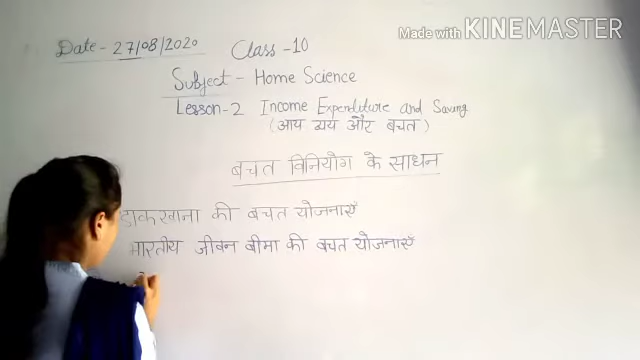 Made with KINEMASTER
Date - 27/08/2020
Class - 10
Subject - Home Science
Lesson-2 Income Expenditure and Saving
(आय व्यय और बचत)
बचत विनियोग के साधन
डाकखाना की बचत योजनाएँ
भारतीय जीवन बीमा की बचत योजनाएँ